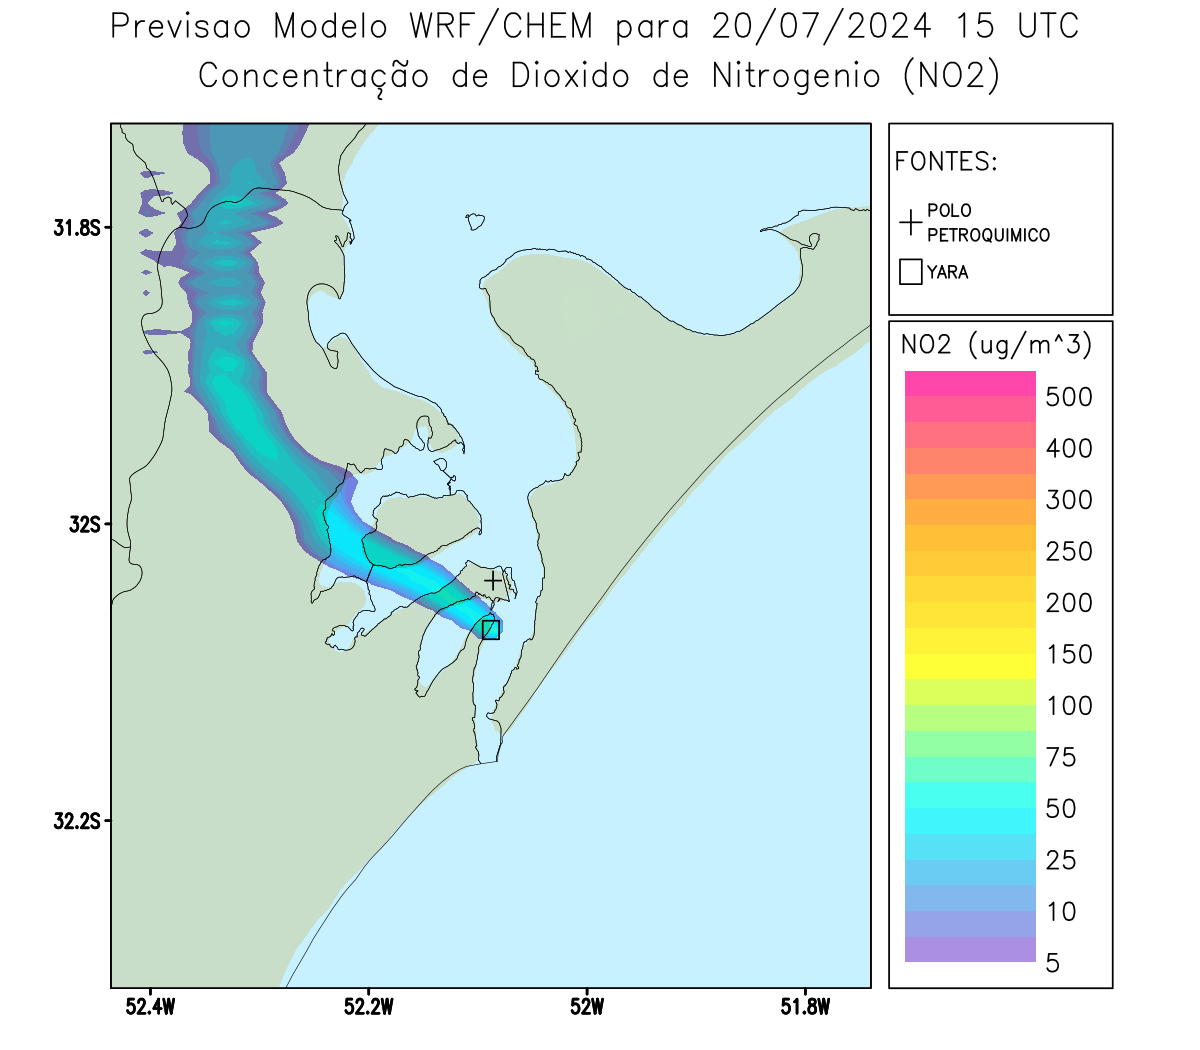 Previsao Modelo WRF/CHEM para 20/07/2024 15 UTC
Concentração de Dioxido de Nitrogenio (NO2)
FONTES:
POLO
PETROQUIMICO
YARA
NO2 (ug/m^3)
500
400
300
250
200
150
100
75
50
25
10
5
31.8S
32S
32.2S
52.4W
52.2W
52W
51.8W